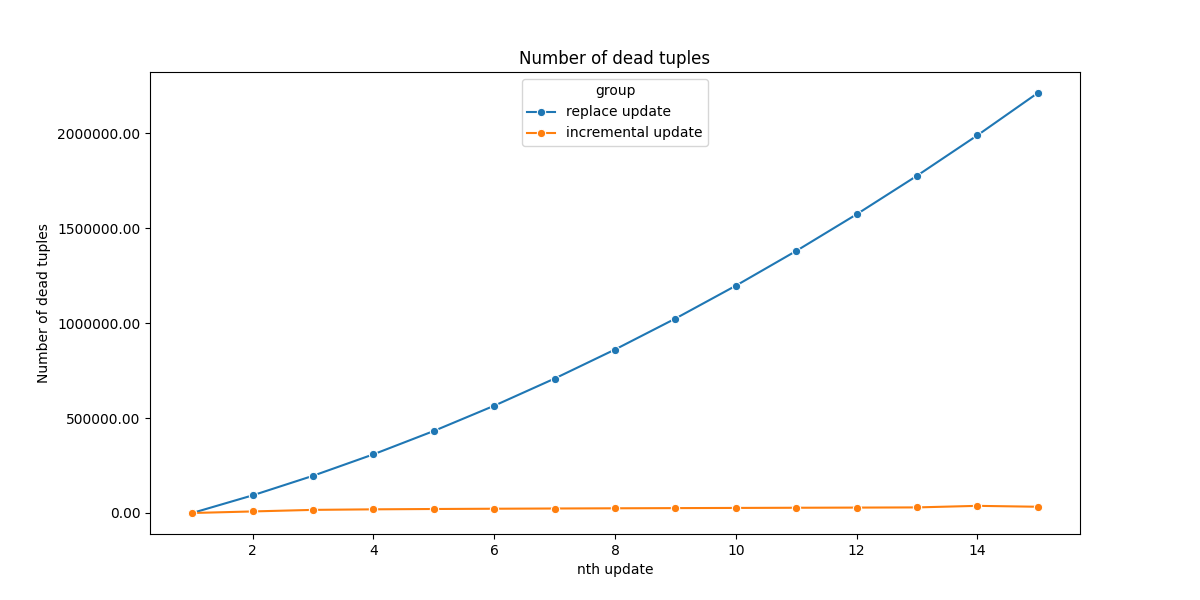 Number of dead tuples
group
replace update
incremental update
Number of dead tuples
2000000.00
1500000.00
1000000.00
500000.00
0.00
2 4 6 8 10 12 14
nth update